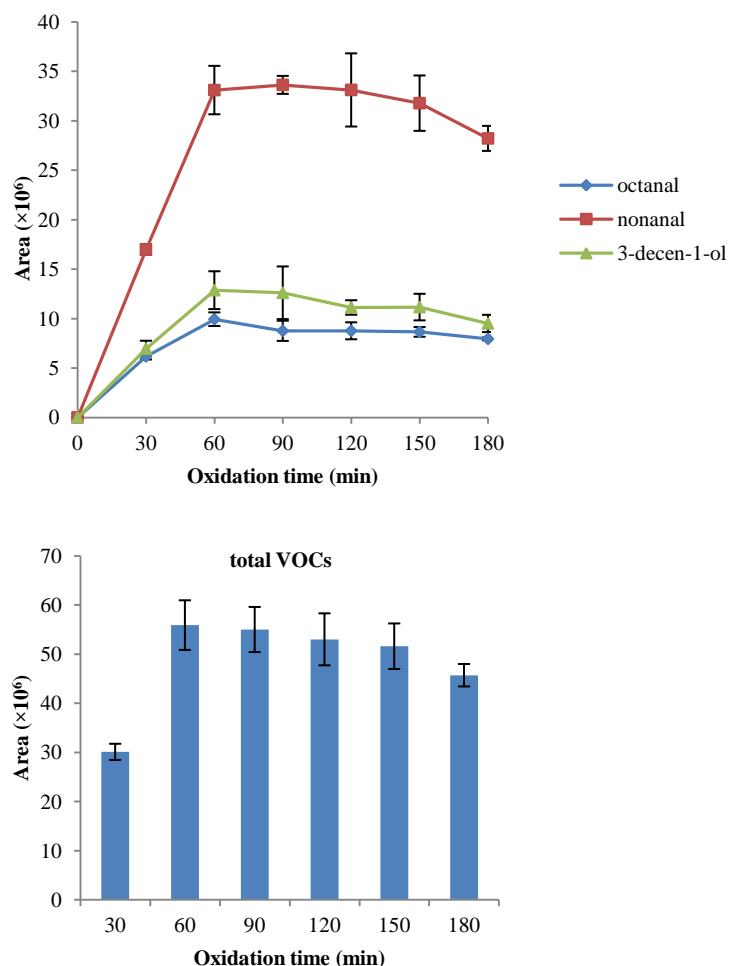 40
35
30
25
20
15
10
5
0
Area (×10⁶)
0 30 60 90 120 150 180
Oxidation time (min)
octanal
nonanal
3-decen-1-ol
total VOCs
70
60
50
40
30
20
10
0
Area (×10⁶)
30 60 90 120 150 180
Oxidation time (min)